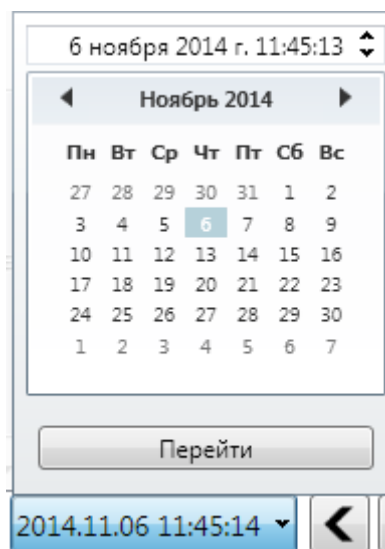 6 ноября 2014 г. 11:45:13
Ноябрь 2014
Пн Вт Ср Чт Пт Сб Вс
27 28 29 30 31 1 2
3 4 5 6 7 8 9
10 11 12 13 14 15 16
17 18 19 20 21 22 23
24 25 26 27 28 29 30
1 2 3 4 5 6 7
Перейти
2014.11.06 11:45:14